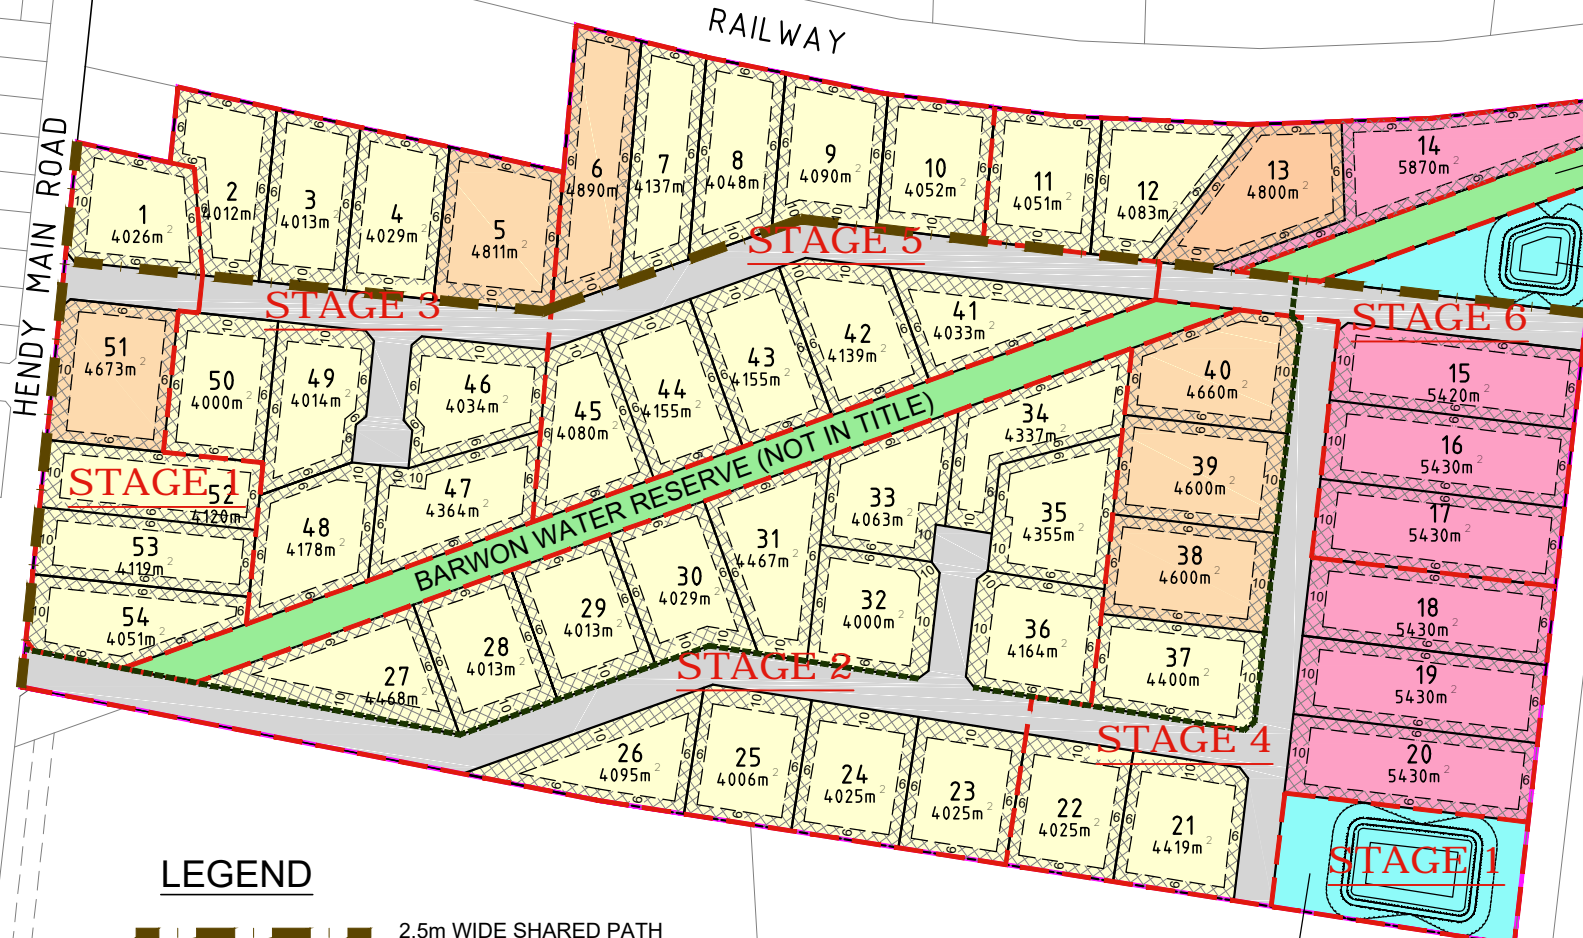 RAILWAY
HENDY MAIN ROAD
1
4026m²
2
4012m²
3
4013m²
4
4029m²
5
4811m²
6
4890m²
7
4137m
8
4048m²
9
4090m²
10
4052m²
11
4051m²
12
4083m²
13
4800m²
14
5870m²
STAGE 5
STAGE 3
STAGE 6
51
4673m²
50
4000m²
49
4014m²
46
4034m²
45
4080m²
44
4155m²
43
4155m²
42
4139m²
41
4033m²
40
4660m²
15
5420m²
16
5430m²
17
5430m²
18
5430m²
19
5430m²
20
5430m²
STAGE 1
52
4120m²
53
4119m²
54
4051m²
48
4178m²
47
4364m²
BARWON WATER RESERVE (NOT IN TITLE)
34
4337m²
33
4063m²
35
4355m²
39
4600m²
38
4600m²
37
4400m²
36
4164m²
32
4000m²
31
4467m²
30
4029m²
29
4013m²
28
4013m²
27
4468m²
STAGE 2
STAGE 4
26
4095m²
25
4006m²
24
4025m²
23
4025m²
22
4025m²
21
4419m²
STAGE 1
LEGEND
2.5m WIDE SHARED PATH